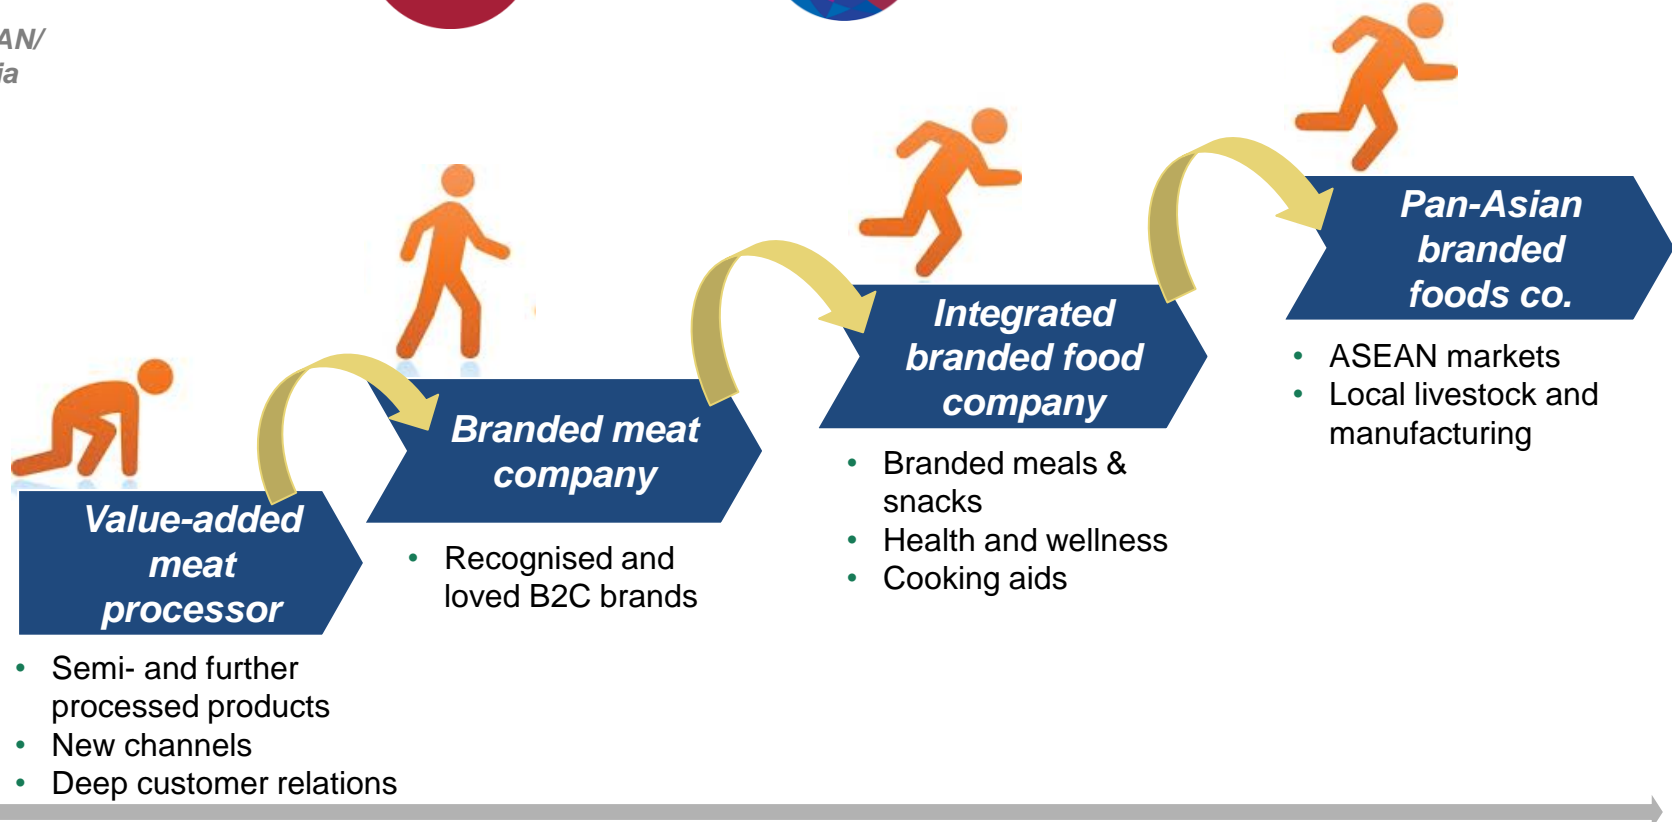 AN/
ia
Pan-Asian
branded
foods co.
• ASEAN markets
• Local livestock and
manufacturing
Integrated
branded food
company
• Branded meals &
snacks
• Health and wellness
• Cooking aids
Branded meat
company
• Recognised and
loved B2C brands
Value-added
meat
processor
• Semi- and further
processed products
• New channels
• Deep customer relations